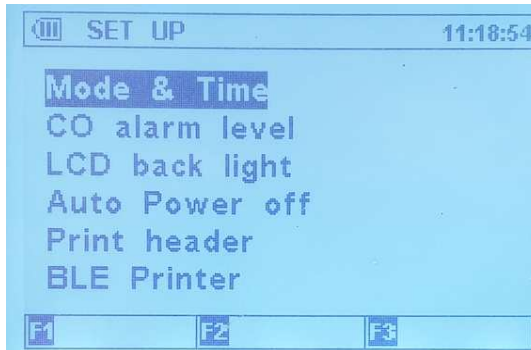 SET UP 11:18:54
Mode & Time
CO alarm level
LCD back light
Auto Power off
Print header
BLE Printer
F1 F2 F3